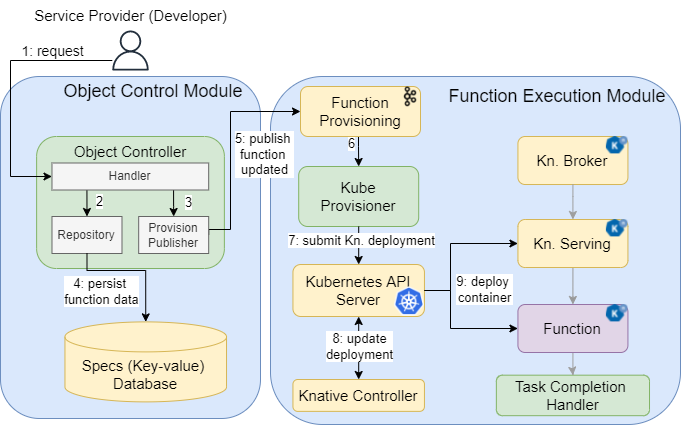 Service Provider (Developer)
1: request
Object Control Module
Object Controller
Handler
2
3
Repository
Provision
Publisher
4: persist
function data
Specs (Key-value)
Database
5: publish
function
updated
Function Execution Module
Function
Provisioning
6
Kube
Provisioner
7: submit Kn. deployment
Kubernetes API
Server
8: update
deployment
Knative Controller
9: deploy
container
Kn. Broker
Kn. Serving
Function
Task Completion
Handler